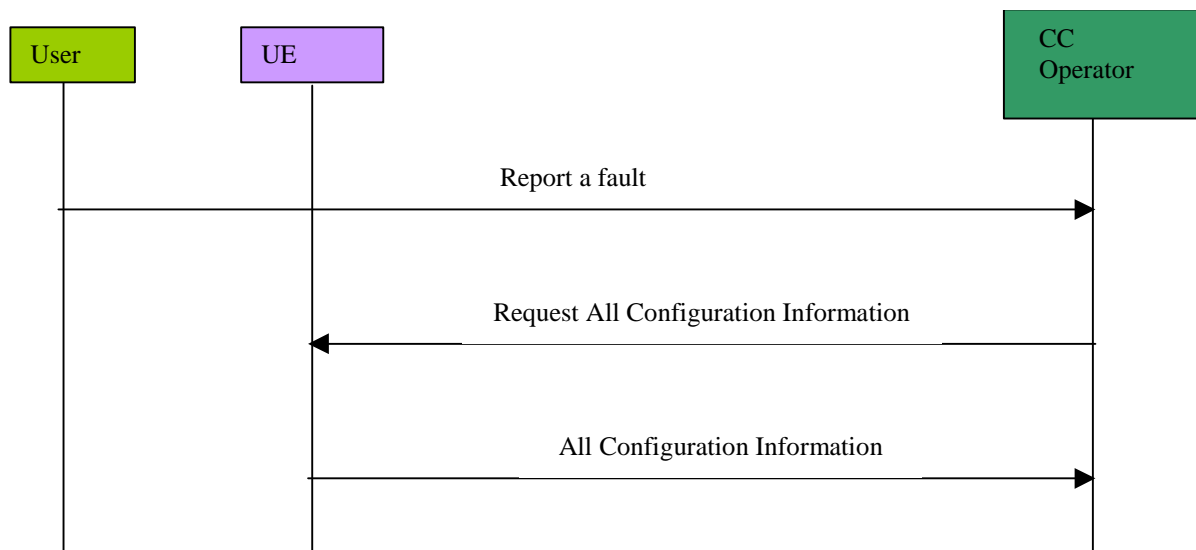 User
UE
CC
Operator
Report a fault
Request All Configuration Information
All Configuration Information